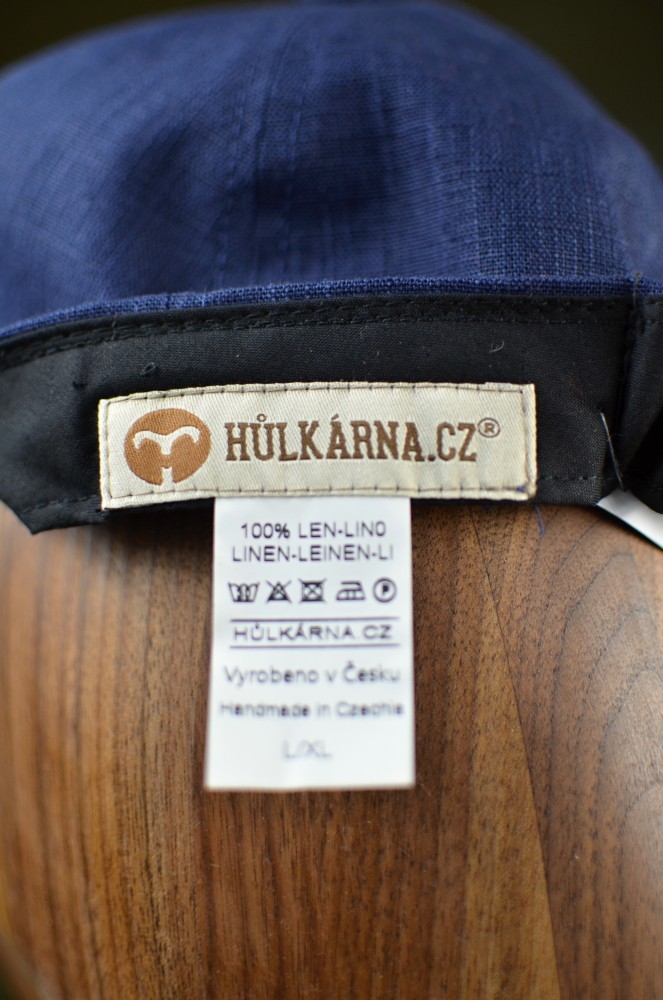 HŮLKÁRNA.CZ®
100% LEN-LINO
LINEN-LEINEN-LI
HŮLKÁRNA.CZ
Vyrobeno v Česku
Handmade in Czechia
L/XL